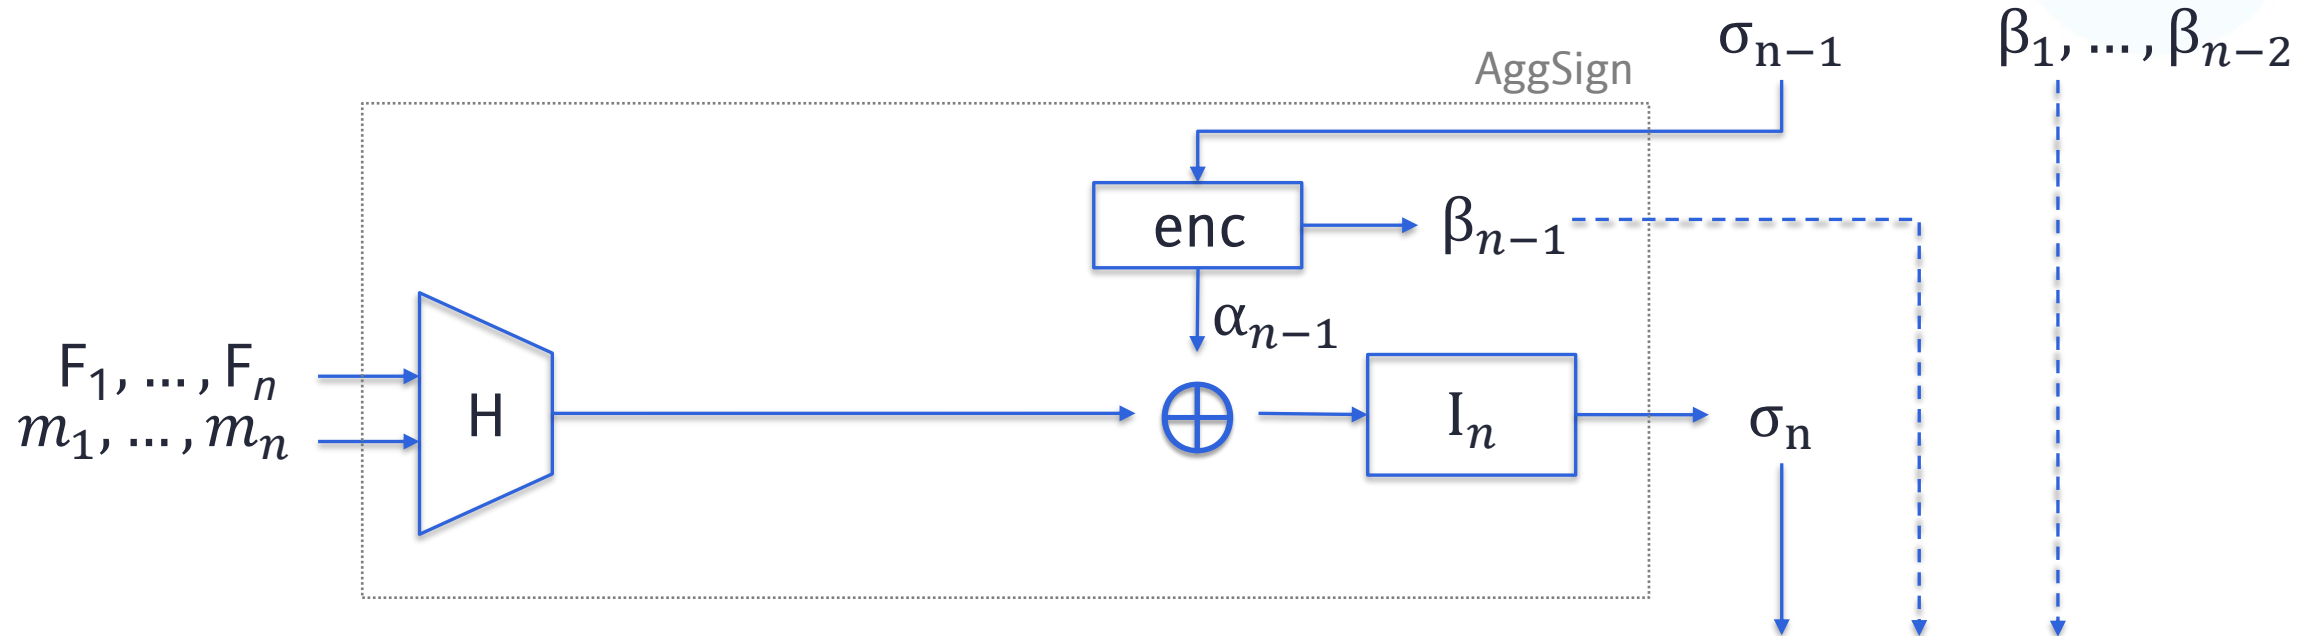 σₙ₋₁
β₁, … , βₙ₋₂
AggSign
enc
βₙ₋₁
αₙ₋₁
F₁, … , Fₙ
m₁, … , mₙ
H
Iₙ
σₙ